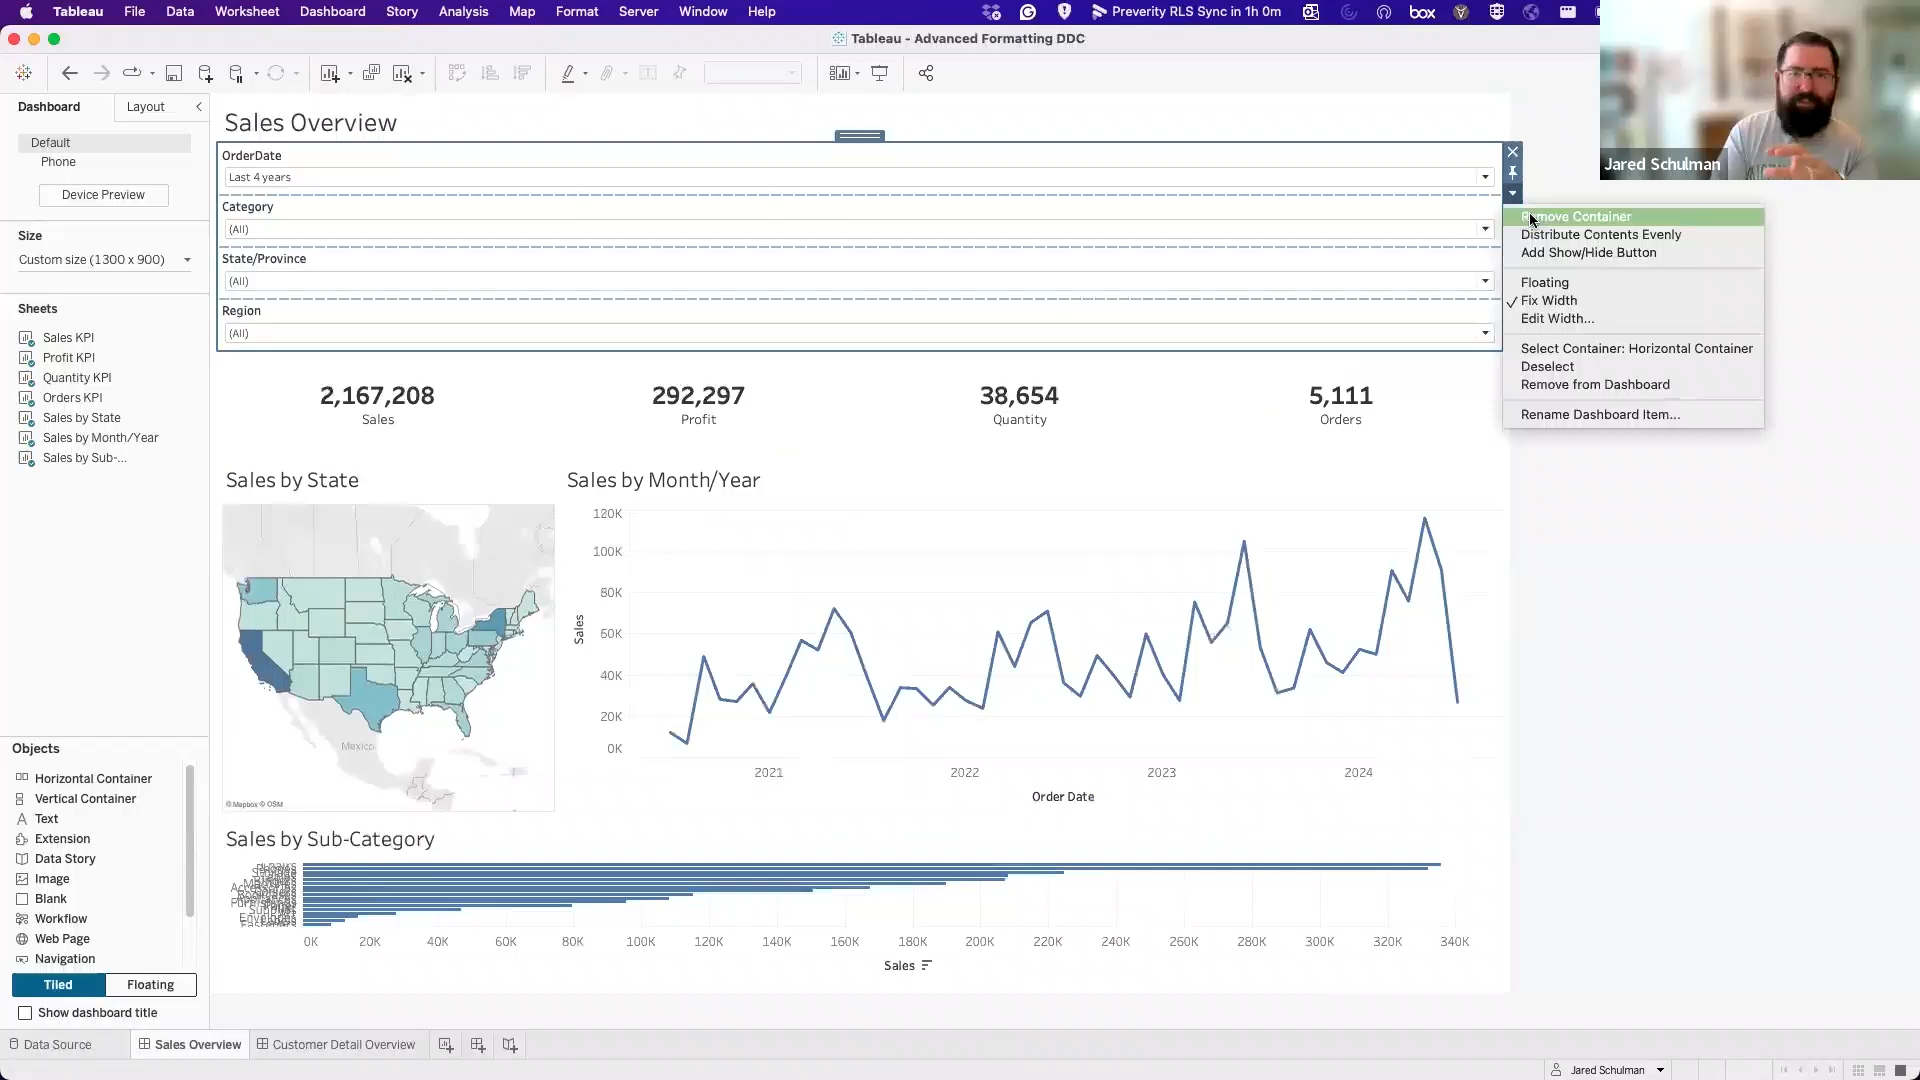 Tableau File Data Worksheet Dashboard Story Analysis Map Format Server Window Help
Preverity RLS Sync in 1h 0m
box
Tableau - Advanced Formatting DDC
Jared Schulman
Dashboard
Layout
Default
Phone
Device Preview
Size
Custom size (1300 x 900)
Sheets
Sales KPI
Profit KPI
Quantity KPI
Orders KPI
Sales by State
Sales by Month/Year
Sales by Sub-...
Objects
Horizontal Container
Vertical Container
Text
Extension
Data Story
Image
Blank
Workflow
Web Page
Navigation
Tiled
Floating
Show dashboard title
Sales Overview
OrderDate
Last 4 years
Category
(All)
State/Province
(All)
Region
(All)
Remove Container
Distribute Contents Evenly
Add Show/Hide Button
Floating
Fix Width
Edit Width...
Select Container: Horizontal Container
Deselect
Remove from Dashboard
Rename Dashboard Item...
2,167,208
Sales
292,297
Profit
38,654
Quantity
5,111
Orders
Sales by State
Mexico
© Mapbox © OSM
Sales by Month/Year
120K
100K
80K
60K
40K
20K
0K
Sales
2021 2022 2023 2024
Order Date
Sales by Sub-Category
0K 20K 40K 60K 80K 100K 120K 140K 160K 180K 200K 220K 240K 260K 280K 300K 320K 340K
Sales
Data Source
Sales Overview
Customer Detail Overview
Jared Schulman